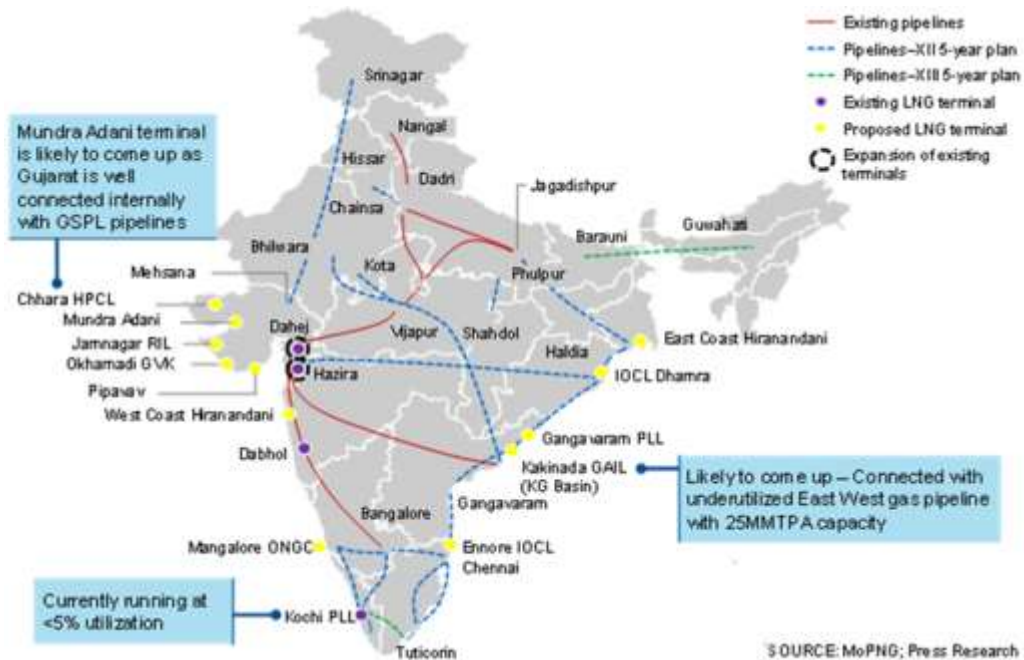 Existing pipelines
Pipelines-XII 5-year plan
Pipelines-XIII 5-year plan
Existing LNG terminal
Proposed LNG terminal
Expansion of existing
terminals
Srinagar
Nangal
Hissar
Dadri
Chainsa
Jagadishpur
Guwahati
Barauni
Mundra Adani terminal
is likely to come up as
Gujarat is well
connected internally
with GSPL pipelines
Bhilwara
Kota
Phulpur
Mehsana
Chhara HPCL
Mundra Adani
Dahej
Vijapur
Shahdol
Jamnagar RIL
East Coast Hiranandani
Okhamadi GVK
Haldia
Hazira
IOCL Dhamra
Pipavav
West Coast Hiranandani
Gangavaram PLL
Dabhol
Kakinada GAIL
(KG Basin)
Likely to come up – Connected with
underutilized East West gas pipeline
with 25MMTPA capacity
Gangavaram
Bangalore
Mangalore ONGC
Ennore IOCL
Chennai
Currently running at
<5% utilization
Kochi PLL
Tuticorin
SOURCE: MoPNG; Press Research